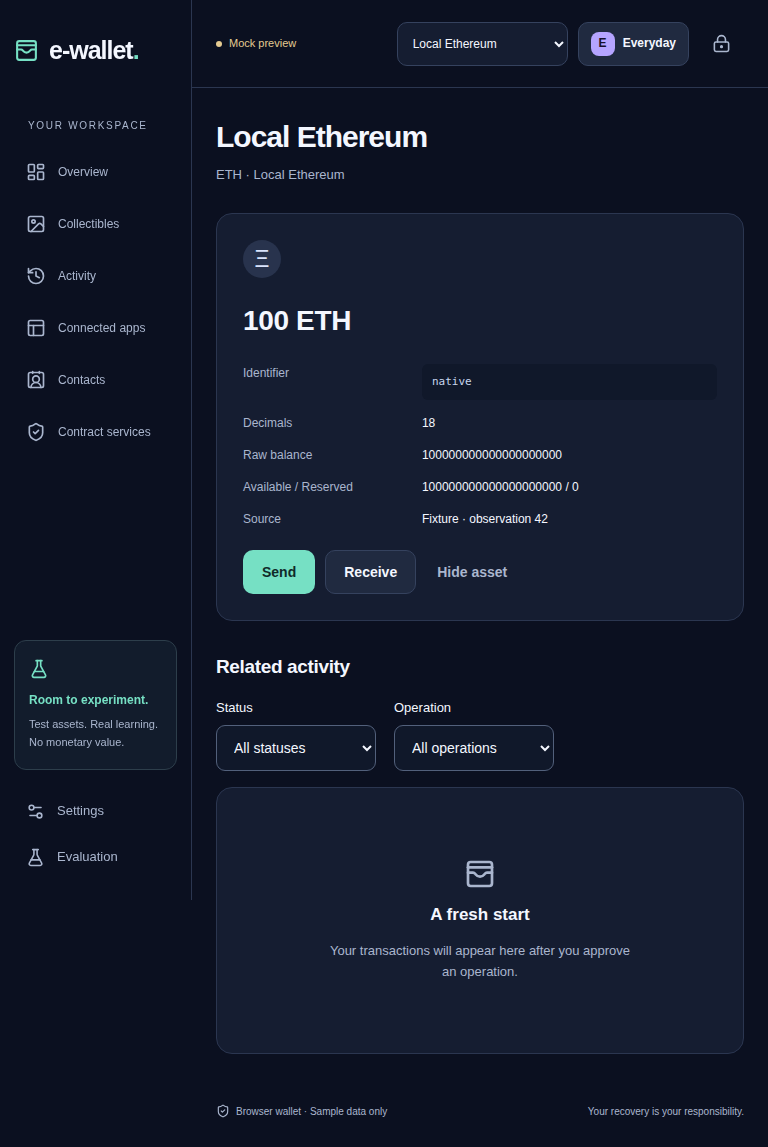 e-wallet.
Mock preview
Local Ethereum
E Everyday
YOUR WORKSPACE
Overview
Collectibles
Activity
Connected apps
Contacts
Contract services
Room to experiment.
Test assets. Real learning.
No monetary value.
Settings
Evaluation
Local Ethereum
ETH · Local Ethereum
Ξ
100 ETH
Identifier native
Decimals 18
Raw balance 100000000000000000000
Available / Reserved 100000000000000000000 / 0
Source Fixture · observation 42
Send Receive Hide asset
Related activity
Status Operation
All statuses All operations
A fresh start
Your transactions will appear here after you approve
an operation.
Browser wallet · Sample data only
Your recovery is your responsibility.